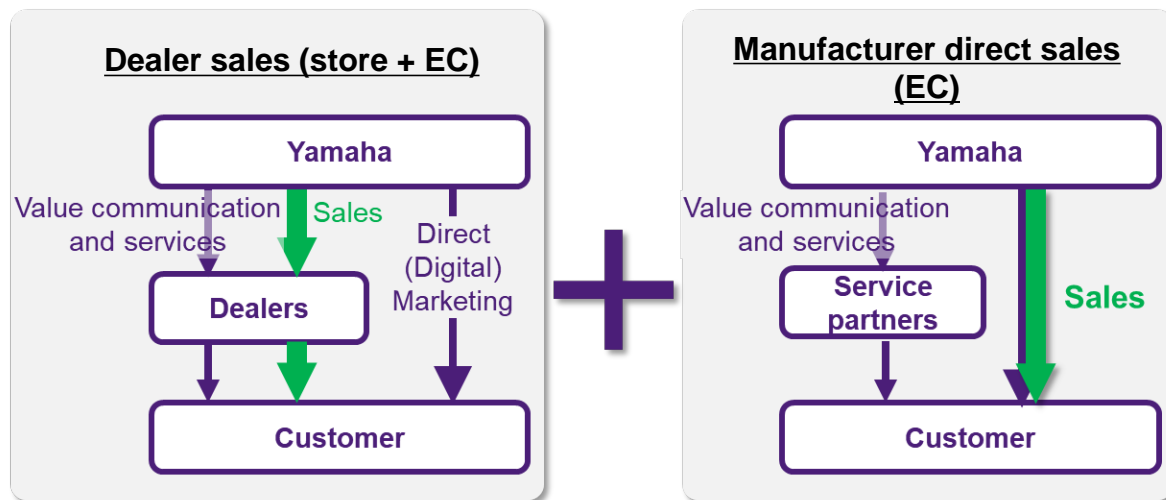 Dealer sales (store + EC)
Yamaha
Value communication
and services
Sales
Direct
(Digital)
Marketing
Dealers
Customer
Manufacturer direct sales
(EC)
Yamaha
Value communication
and services
Service
partners
Sales
Customer